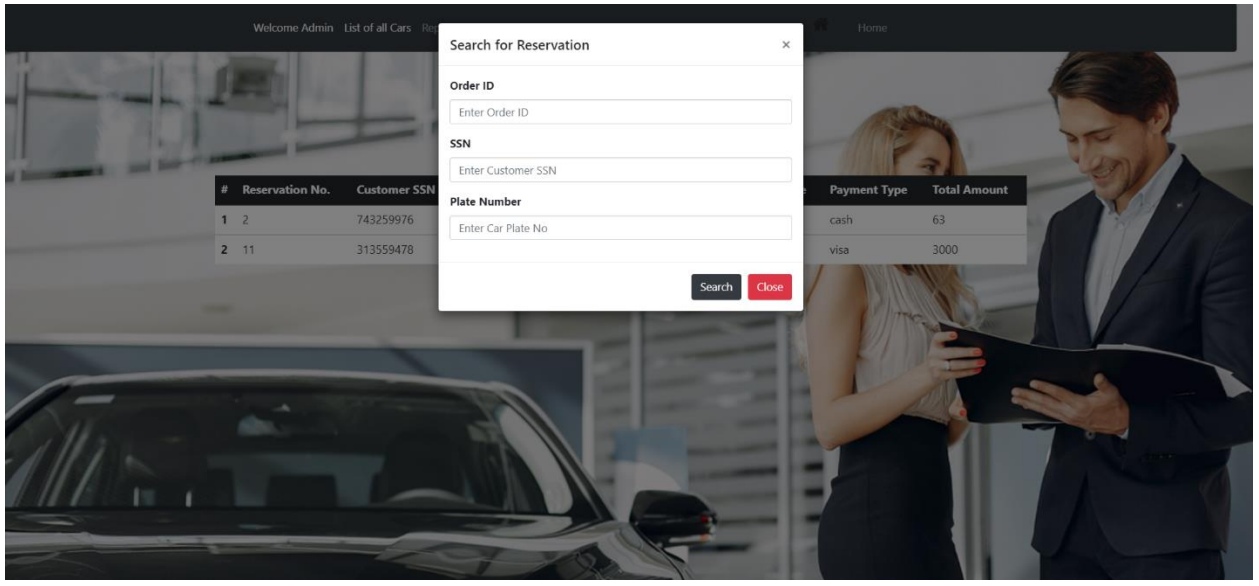 Welcome Admin List of all Cars Home
Search for Reservation ×
Order ID
Enter Order ID
SSN
Enter Customer SSN
# Reservation No. Customer SSN Payment Type Total Amount
Plate Number
1 2 743259976 cash 63
Enter Car Plate No
2 11 313559478 visa 3000
Search Close